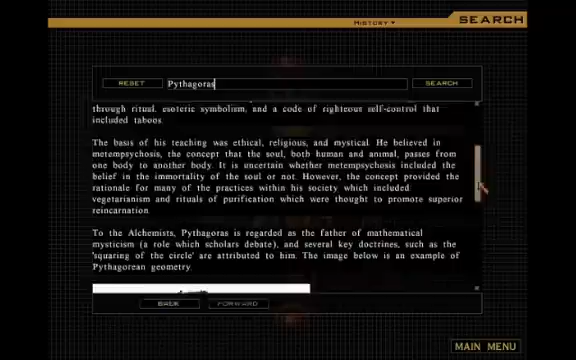 HISTORY
SEARCH
RESET
Pythagoras
SEARCH
through ritual, esoteric symbolism, and a code of righteous self-control that
included taboos.
The basis of his teaching was ethical, religious, and mystical. He believed in
metempsychosis, the concept that the soul, both human and animal, passes from
one body to another body. It is uncertain whether metempsychosis included the
belief in the immortality of the soul or not. However, the concept provided the
rationale for many of the practices within his society which included
vegetarianism and rituals of purification which were thought to promote superior
reincarnation.
To the Alchemists, Pythagoras is regarded as the father of mathematical
mysticism (a role which scholars debate), and several key doctrines, such as the
'squaring of the circle' are attributed to him. The image below is an example of
Pythagorean geometry.
BACK
FORWARD
MAIN MENU